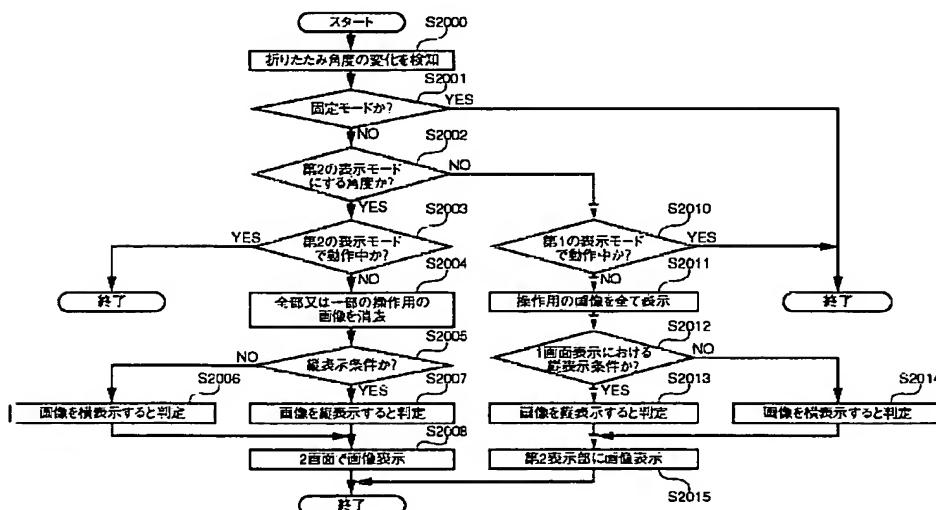 スタート
S2000
折りたたみ角度の変化を検知
S2001
固定モードか?
YES
NO
S2002
第2の表示モード
にする角度か?
NO
YES
S2003
第2の表示モード
で動作中か?
YES
NO
S2010
第1の表示モード
で動作中か?
YES
NO
終了
S2004
全部又は一部の操作用の
画像を消去
S2011
操作用の画像を全て表示
終了
S2005
縦表示条件か?
NO
YES
S2012
1画面表示における
縦表示条件か?
NO
YES
S2006
画像を横表示すると判定
S2007
画像を縦表示すると判定
S2013
画像を縦表示すると判定
S2014
画像を横表示すると判定
S2008
2画面で画像表示
第2表示部に画像表示
S2015
終了